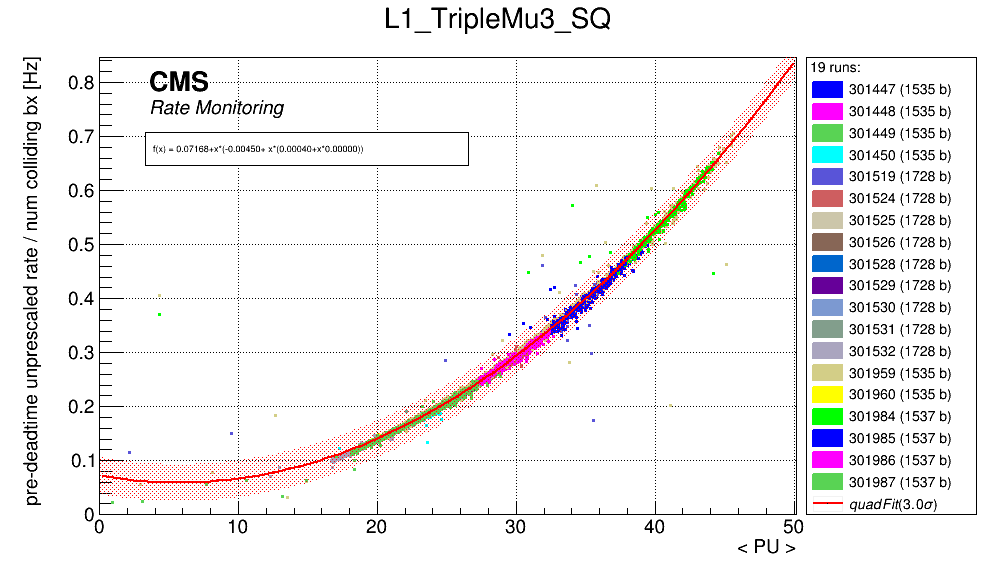 L1_TripleMu3_SQ
pre-deadtime unprescaled rate / num colliding bx [Hz]
CMS
Rate Monitoring
f(x) = 0.07168+x*(-0.00450+ x*(0.00040+x*0.00000))
0.8
0.7
0.6
0.5
0.4
0.3
0.2
0.1
0
0 10 20 30 40 50
< PU >
19 runs:
301447 (1535 b)
301448 (1535 b)
301449 (1535 b)
301450 (1535 b)
301519 (1728 b)
301524 (1728 b)
301525 (1728 b)
301526 (1728 b)
301528 (1728 b)
301529 (1728 b)
301530 (1728 b)
301531 (1728 b)
301532 (1728 b)
301959 (1535 b)
301960 (1535 b)
301984 (1537 b)
301985 (1537 b)
301986 (1537 b)
301987 (1537 b)
quadFit(3.0σ)